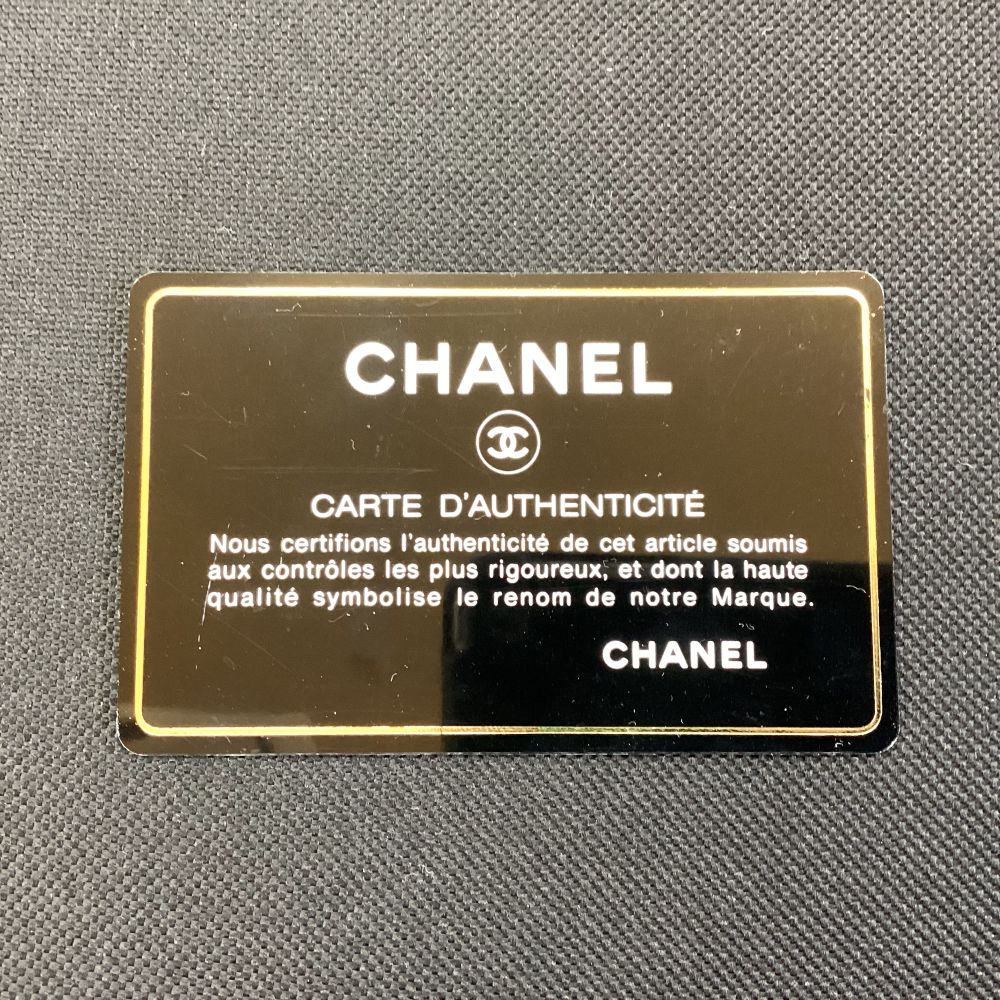 CHANEL
CARTE D'AUTHENTICITÉ
Nous certifions l'authenticité de cet article soumis
aux contrôles les plus rigoureux, et dont la haute
qualité symbolise le renom de notre Marque.
CHANEL